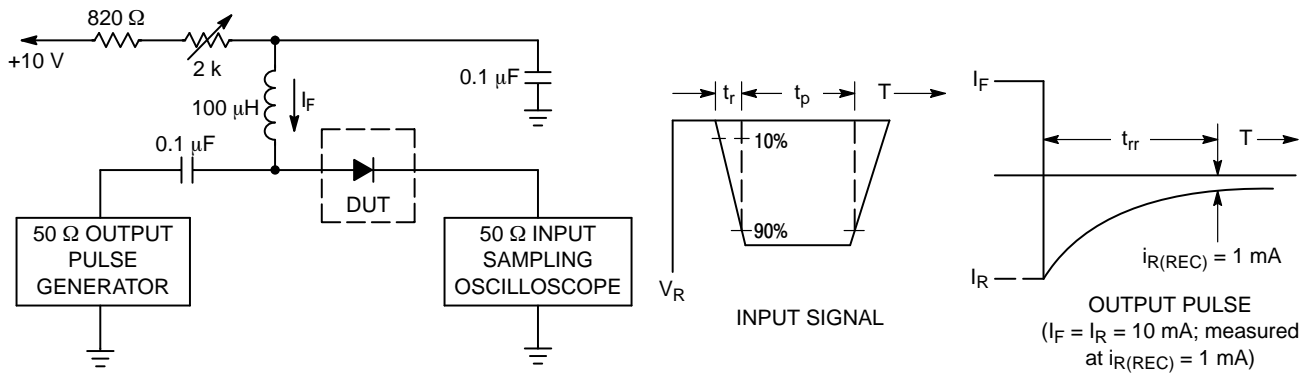 820 Ω
+10 V
2 k
100 μH
I_F
0.1 μF
0.1 μF
DUT
50 Ω OUTPUT
PULSE
GENERATOR
50 Ω INPUT
SAMPLING
OSCILLOSCOPE
t_r
t_p
T
10%
90%
V_R
INPUT SIGNAL
I_F
t_rr
T
i_R(REC) = 1 mA
I_R
OUTPUT PULSE
(I_F = I_R = 10 mA; measured
at i_R(REC) = 1 mA)